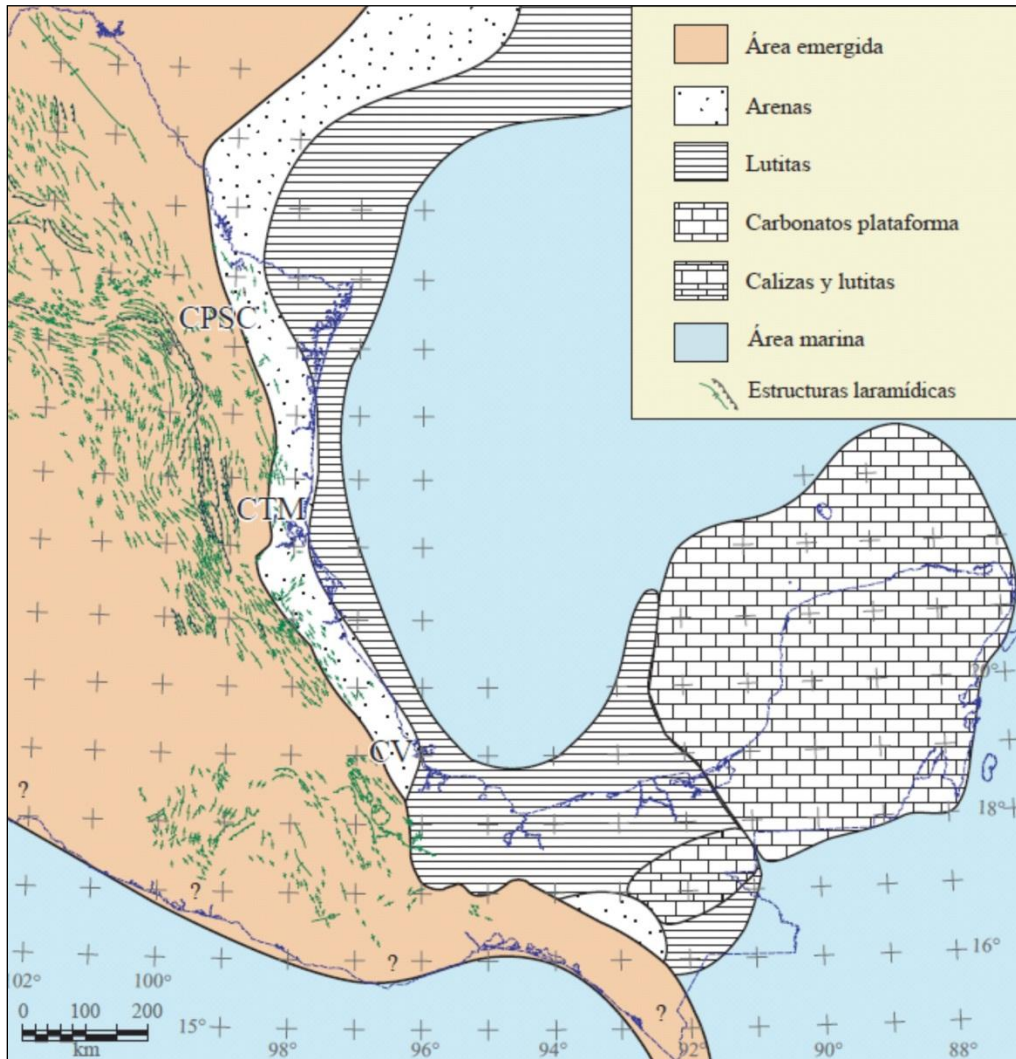 Área emergida
Arenas
Lutitas
Carbonatos plataforma
Calizas y lutitas
Área marina
Estructuras laramídicas
CPSC
CTM
CV
20°
18°
16°
?
?
?
?
102°
100°
15°
98°
96°
94°
92°
90°
88°
0 100 200
km